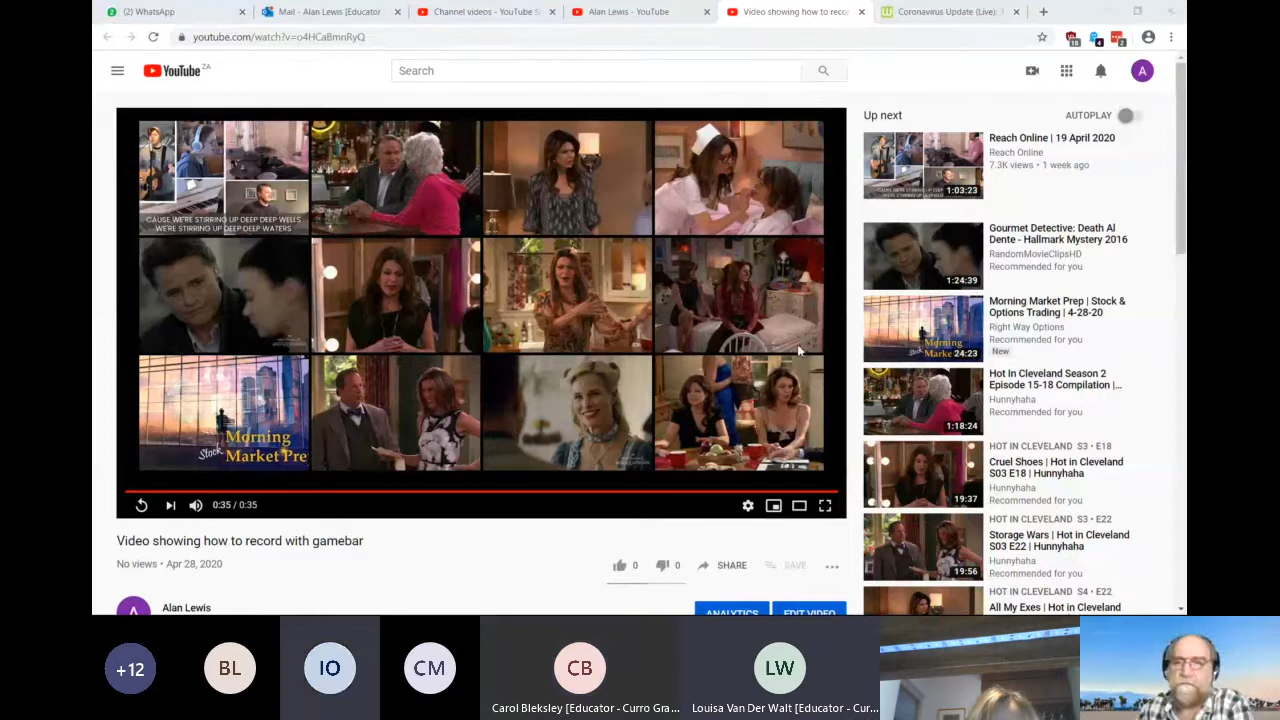 (2) WhatsApp
Mail - Alan Lewis [Educator
Channel videos - YouTube S
Alan Lewis - YouTube
Video showing how to recor
Coronavirus Update (Live):
youtube.com/watch?v=o4HCaBmnRyQ
18
4
2
YouTube ZA
Search
A
CAUSE WE'RE STIRRING UP DEEP DEEP WELLS
WE'RE STIRRING UP DEEP DEEP WATERS
Morning
Stock Market Pre
0:35 / 0:35
Video showing how to record with gamebar
No views • Apr 28, 2020
0
0
SHARE
SAVE
A
Alan Lewis
ANALYTICS
EDIT VIDEO
Up next
AUTOPLAY
1:03:23
Reach Online | 19 April 2020
Reach Online
7.3K views • 1 week ago
1:24:39
Gourmet Detective: Death Al
Dente - Hallmark Mystery 2016
RandomMovieClipsHD
Recommended for you
Morning
Stock Marke
24:23
Morning Market Prep | Stock &
Options Trading | 4-28-20
Right Way Options
Recommended for you
New
1:18:24
Hot In Cleveland Season 2
Episode 15-18 Compilation |...
Hunnyhaha
Recommended for you
19:37
HOT IN CLEVELAND S3 • E18
Cruel Shoes | Hot in Cleveland
S03 E18 | Hunnyhaha
Hunnyhaha
Recommended for you
19:56
HOT IN CLEVELAND S3 • E22
Storage Wars | Hot in Cleveland
S03 E22 | Hunnyhaha
Hunnyhaha
Recommended for you
HOT IN CLEVELAND S4 • E22
All My Exes | Hot in Cleveland
+12
BL
IO
CM
CB
LW
Carol Bleksley [Educator - Curro Gra...
Louisa Van Der Walt [Educator - Cur...